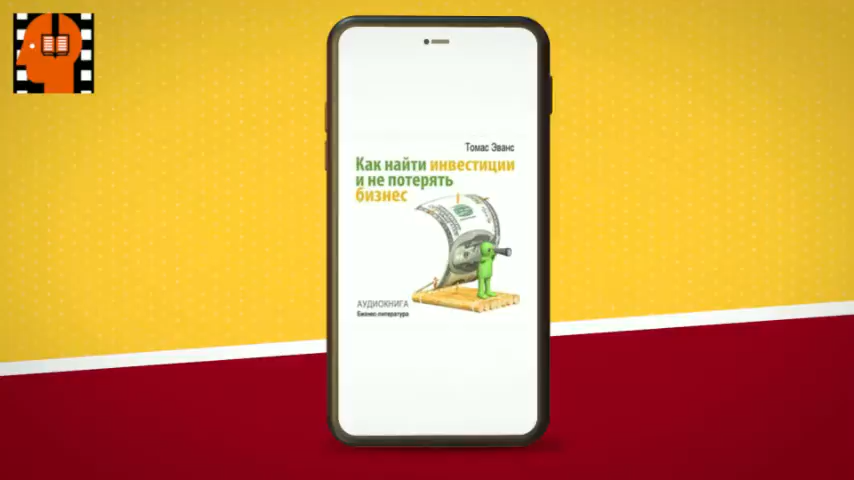 Томас Эванс
Как найти инвестиции
и не потерять
бизнес
АУДИОКНИГА
Бизнес литература